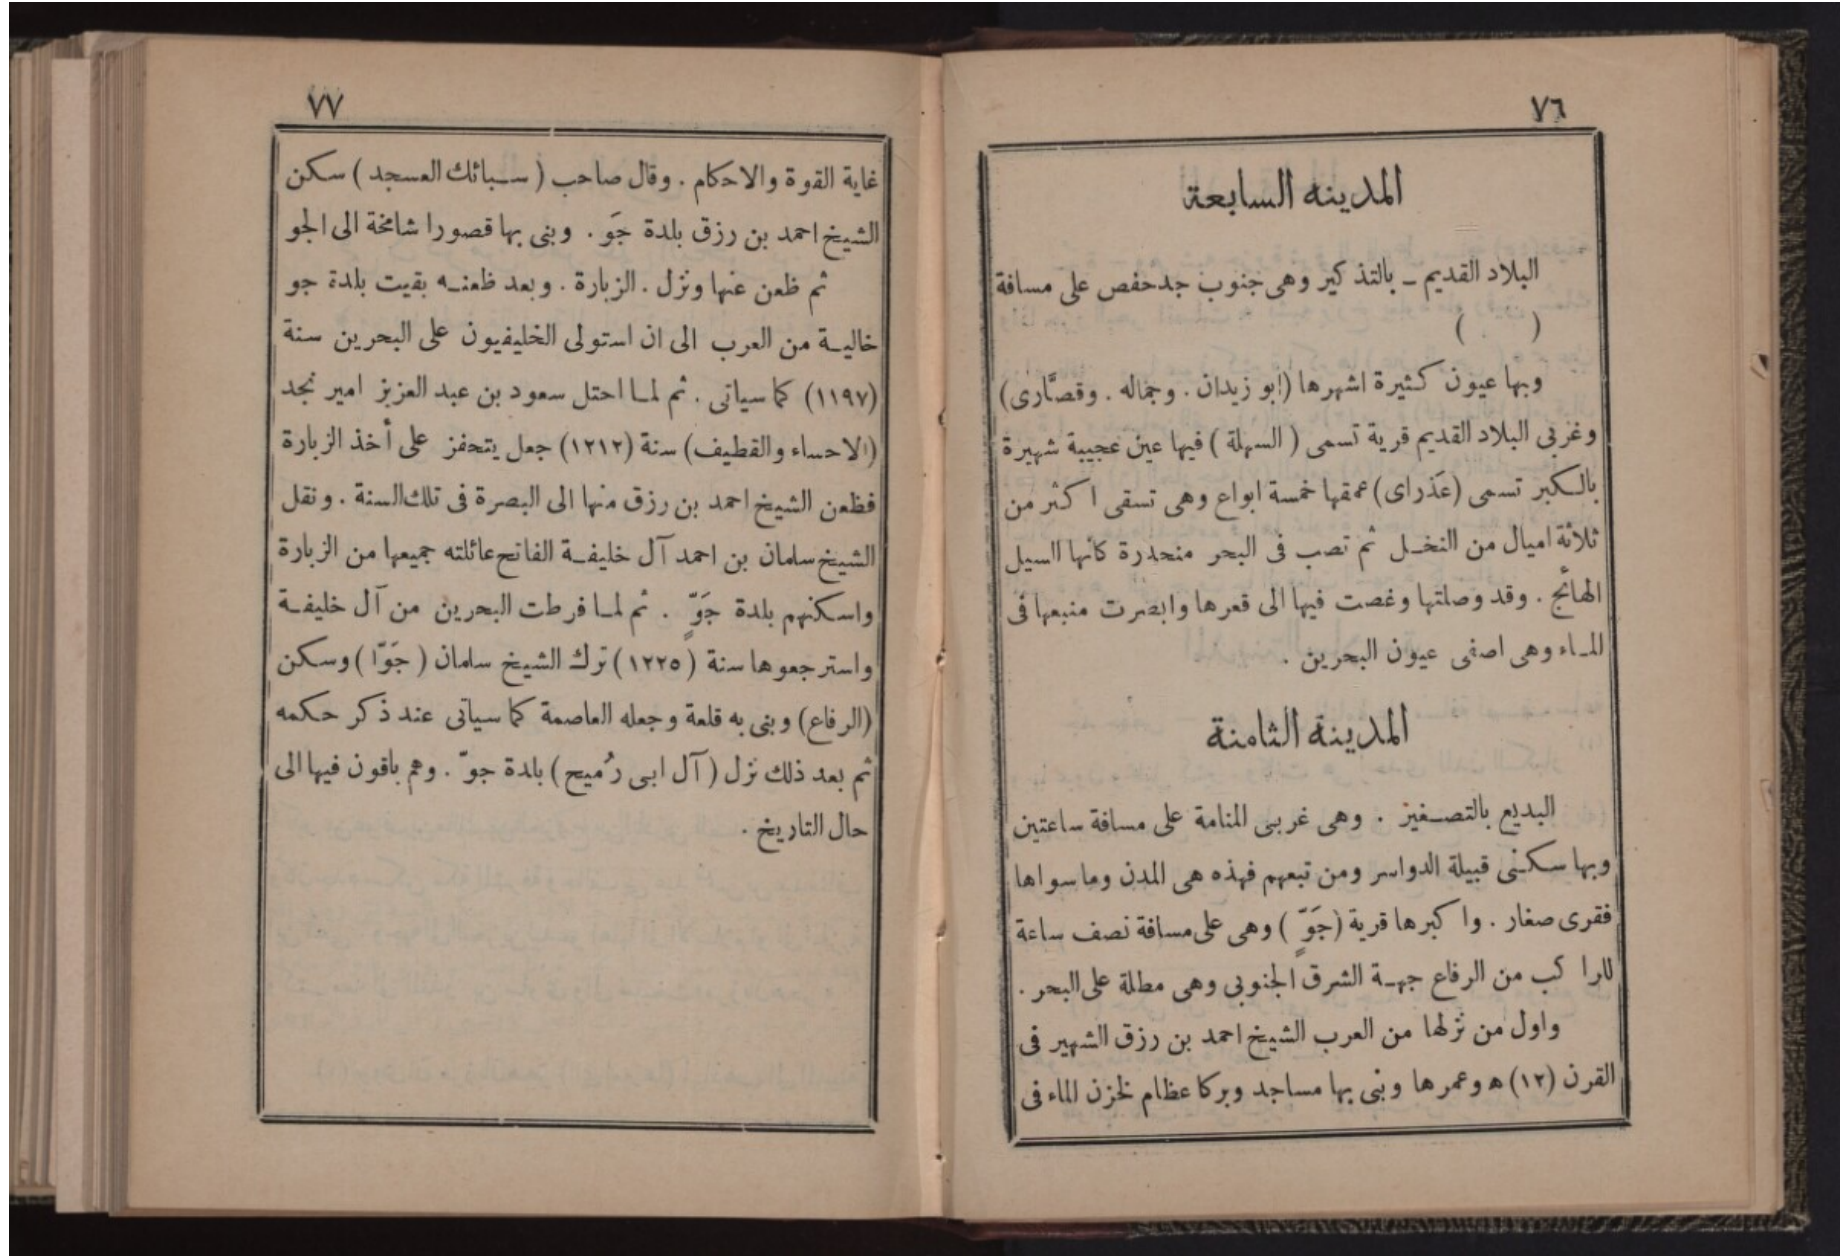 ٧٦
المدينه السابعة
البلاد القديم ـ بالتذكير وهى جنوب جدحفص على مسافة
( )
وبها عيون كثيرة اشهرها (ابو زيدان . وجماله . وقصَّارى)
وغربى البلاد القديم قرية تسمى ( السهلة ) فيها عين عجيبة شهيرة
بالكبر تسمى (عَذَراى) عمقها خمسة ابواع وهى تسقى اكثر من
ثلاثة اميال من النخل ثم تصب فى البحر منحدرة كانها السيل
الهائج . وقد وصلتها وغصت فيها الى قعرها وابصرت منبعها فى
الماء وهى اصفى عيون البحرين .
المدينة الثامنة
البديع بالتصغيز . وهى غربى المنامة على مسافة ساعتين
وبها سكنى قبيلة الدواسر ومن تبعهم فهذه هى المدن وماسواها
فقرى صغار . واكبرها قرية (جَوٍّ ) وهى على مسافة نصف ساعة
للراكب من الرفاع جهة الشرق الجنوبى وهى مطلة على البحر .
واول من نزلها من العرب الشيخ احمد بن رزق الشهير فى
القرن (١٢) ه وعمرها وبنى بها مساجد وبركا عظام لخزن الماء فى
٧٧
غاية القوة والاحكام . وقال صاحب ( سبائك العسجد ) سكن
الشيخ احمد بن رزق بلدة جَو . وبنى بها قصورا شامخة الى الجو
ثم ظعن عنها ونزل . الزبارة . وبعد ظعنه بقيت بلدة جو
خالية من العرب الى ان استولى الخليفيون على البحرين سنة
(١١٩٧) كما سياتى . ثم لما احتل سعود بن عبد العزيز امير نجد
(الاحساء والقطيف) سنة (١٢١٢) جعل يتحفز على أخذ الزبارة
فظعن الشيخ احمد بن رزق منها الى البصرة فى تلك السنة . ونقل
الشيخ سلمان بن احمد آل خليفة الفاتح عائلته جميعها من الزبارة
واسكنهم بلدة جَوٍّ . ثم لما فرطت البحرين من آل خليفة
واسترجعوها سنة (١٢٢٥) ترك الشيخ سلمان ( جَوّا ) وسكن
(الرفاع) وبنى به قلعة وجعله العاصمة كما سياتى عند ذكر حكمه
ثم بعد ذلك نزل ( آل ابى رُميح ) بلدة جوّ . وهم باقون فيها الى
حال التاريخ .